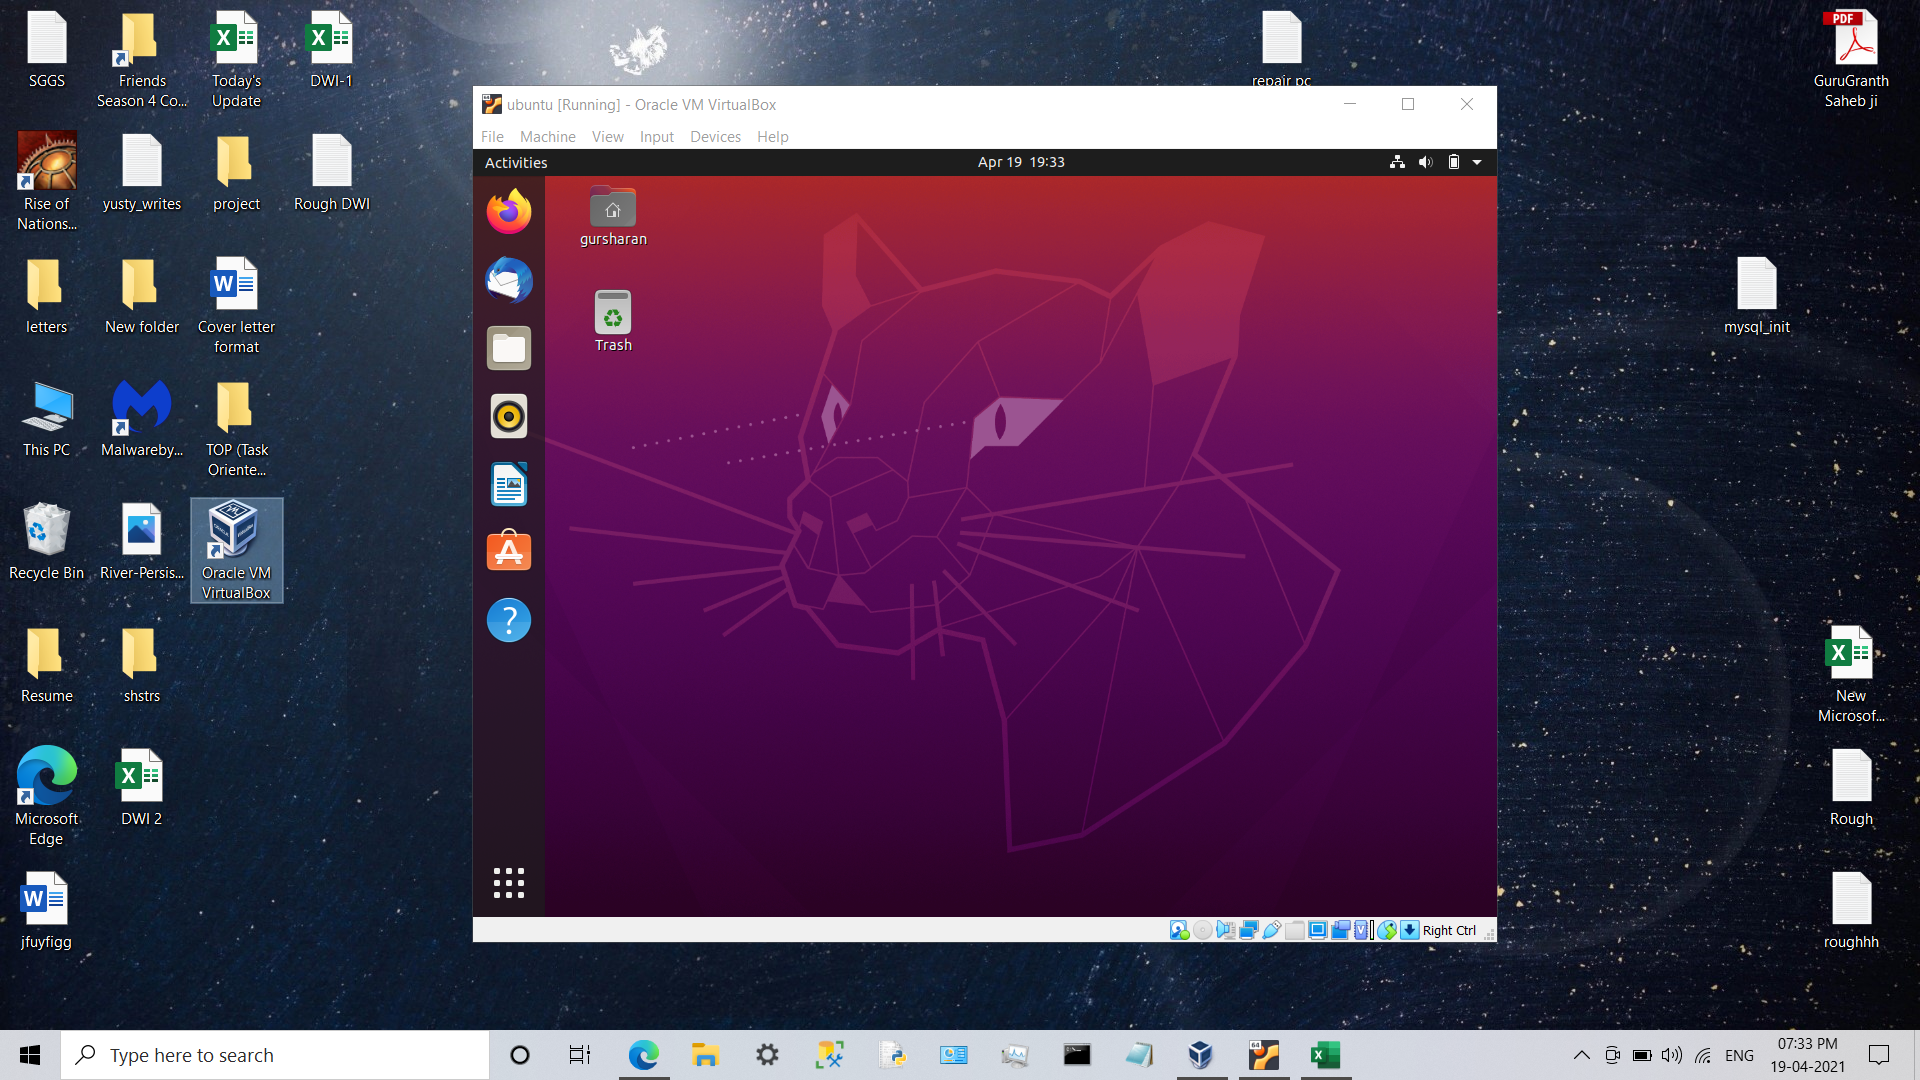 SGGS
Friends
Season 4 Co...
Today's
Update
DWI-1
repair pc
PDF
GuruGranth
Saheb ji
ubuntu [Running] - Oracle VM VirtualBox
File Machine View Input Devices Help
Activities
Apr 19 19:33
Rise of
Nations...
yusty_writes
project
Rough DWI
gursharan
Trash
letters
New folder
Cover letter
format
mysql_init
This PC
Malwareby...
TOP (Task
Oriente...
Recycle Bin
River-Persis...
Oracle VM
VirtualBox
Resume
shstrs
New
Microsof...
Microsoft
Edge
DWI 2
Rough
jfuyfigg
roughhh
Right Ctrl
Type here to search
64
ENG
07:33 PM
19-04-2021